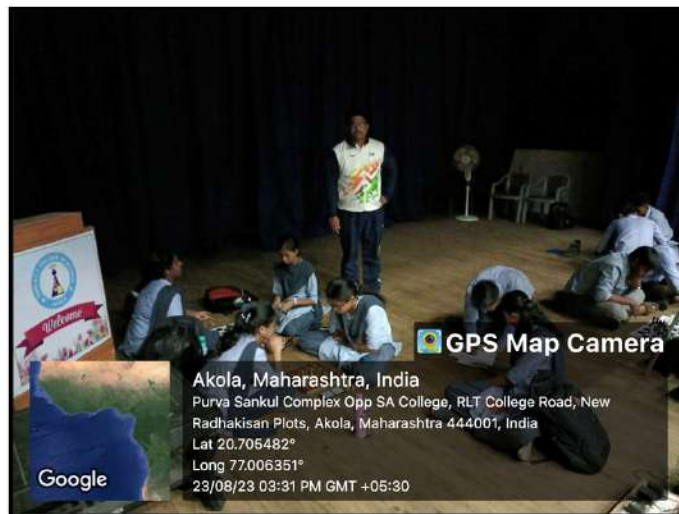 Welcome
GPS Map Camera
Akola, Maharashtra, India
Purva Sankul Complex Opp SA College, RLT College Road, New
Radhakisan Plots, Akola, Maharashtra 444001, India
Lat 20.705482°
Long 77.006351°
23/08/23 03:31 PM GMT +05:30
Google